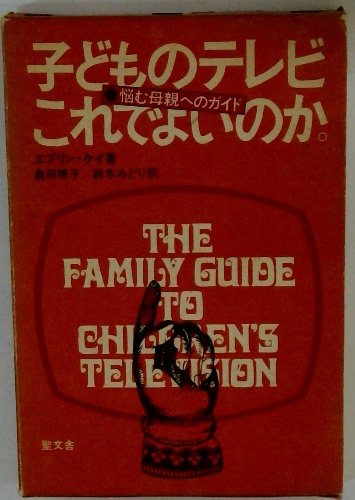 子どものテレビ
●悩む母親へのガイド
これでよいのか。
エブリン・ケイ著
奥田暁子/鈴木みどり訳
THE
FAMILY GUIDE
TO
CHILDREN'S
TELEVISION
聖文舎